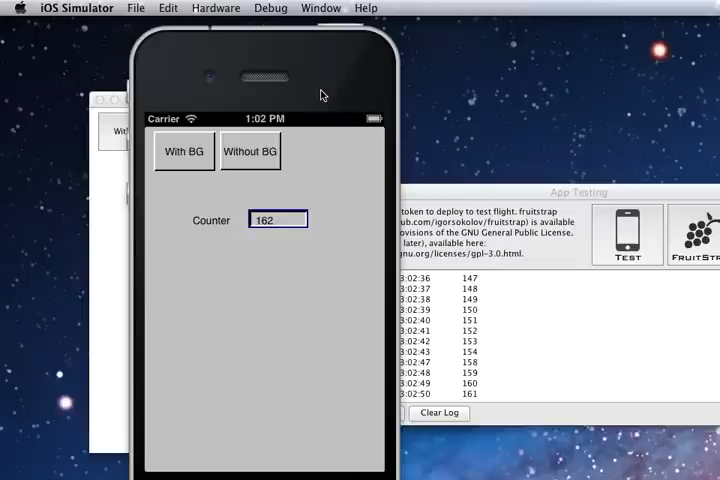 iOS Simulator File Edit Hardware Debug Window Help
Carrier 1:02 PM
With BG Without BG
Counter 162
App Testing
token to deploy to test flight. fruitstrap
ub.com/igorsokolov/fruitstrap) is available
rovisions of the GNU General Public License,
later), available here:
gnu.org/licenses/gpl-3.0.html.
Test
FruitStr
3:02:36 147
3:02:37 148
3:02:38 149
3:02:39 150
3:02:40 151
3:02:41 152
3:02:42 153
3:02:43 154
3:02:47 158
3:02:48 159
3:02:49 160
3:02:50 161
Clear Log